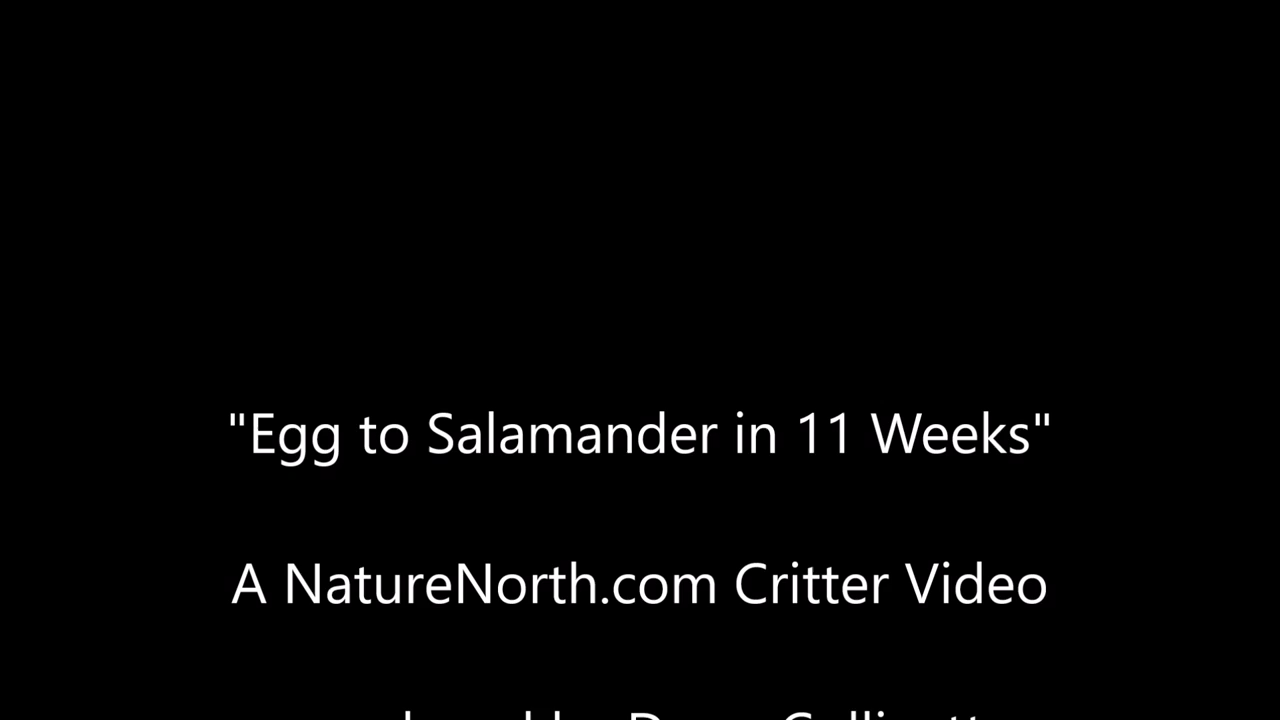 "Egg to Salamander in 11 Weeks"
A NatureNorth.com Critter Video